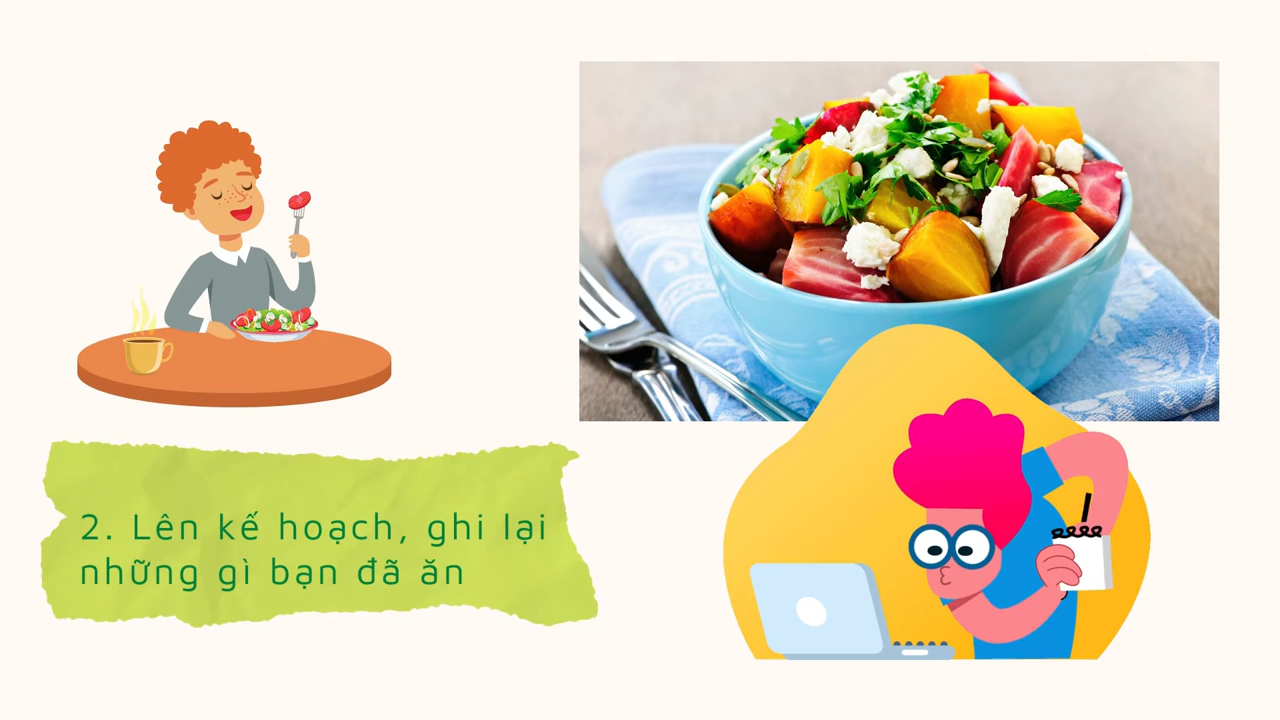 2. Lên kế hoạch, ghi lại
những gì bạn đã ăn